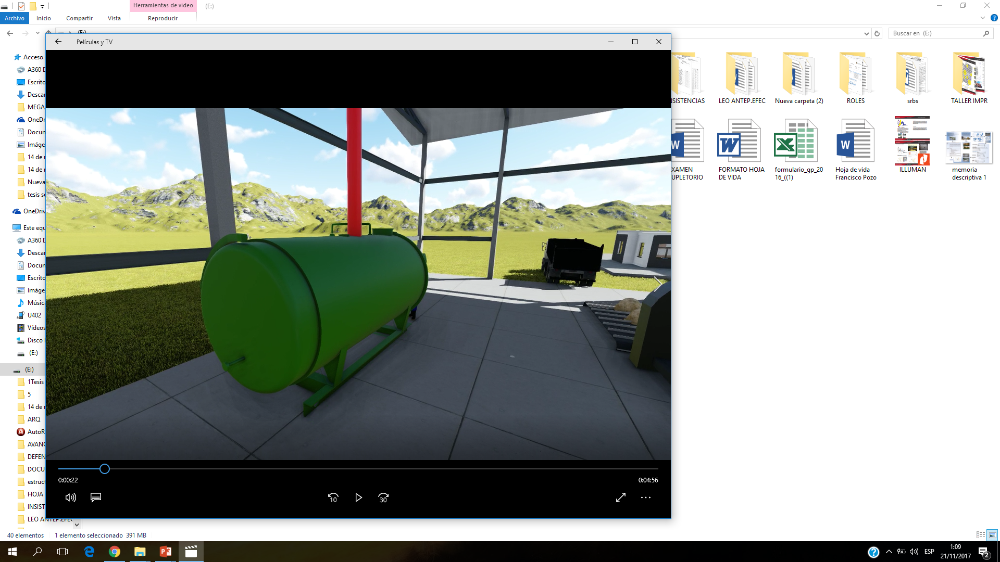 Herramientas de video
(E:)
Archivo
Inicio
Compartir
Vista
Reproducir
(E:)
Buscar en (E:)
Películas y TV
Acceso
A360 D
Escrito
Descar
MEGA
OneDr
Docun
Imáge
14 de r
14 de r
Nueva
tesis se
OneDriv
Este equ
A360 D
Descar
Docun
Escrito
Imáge
Música
U402
Vídeos
Disco l
(E:)
(E:)
1Tesis
5
14 de r
ARQ
AutoR
AVANC
DEFEN
DOCU
estruct
HOJA
INSIST
LEO ANTEP.EFEC
SISTENCIAS
LEO ANTEP.EFEC
Nueva carpeta (2)
ROLES
srbs
TALLER IMPR
XAMEN
UPLETORIO
FORMATO HOJA
DE VIDA
formulario_gp_20
16_((1)
Hoja de vida
Francisco Pozo
ILLUMAN
memoria
descriptiva 1
0:00:22
0:04:56
10
30
40 elementos
1 elemento seleccionado 391 MB
ESP
1:09
21/11/2017
2